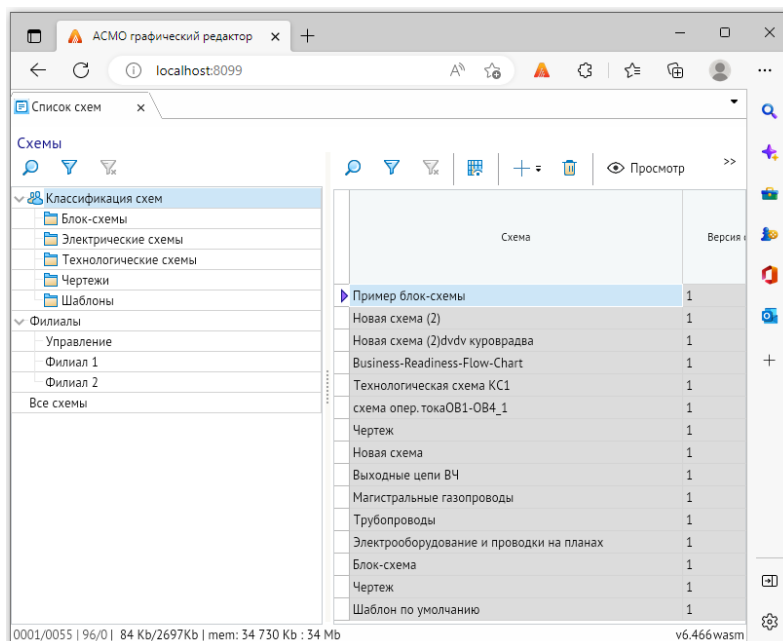 АСМО графический редактор
localhost:8099
Список схем
Схемы
Просмотр >>
Классификация схем
Блок-схемы
Электрические схемы
Технологические схемы
Чертежи
Шаблоны
Филиалы
Управление
Филиал 1
Филиал 2
Все схемы
Схема Версия
Пример блок-схемы 1
Новая схема (2) 1
Новая схема (2)dvdv куроврадва 1
Business-Readiness-Flow-Chart 1
Технологическая схема КС1 1
схема опер. токаОВ1-ОВ4_1 1
Чертеж 1
Новая схема 1
Выходные цепи ВЧ 1
Магистральные газопроводы 1
Трубопроводы 1
Электрооборудование и проводки на планах 1
Блок-схема 1
Чертеж 1
Шаблон по умолчанию 1
0001/0055 | 96/0 | 84 Kb/2697Kb | mem: 34 730 Kb : 34 Mb v6.466wasm